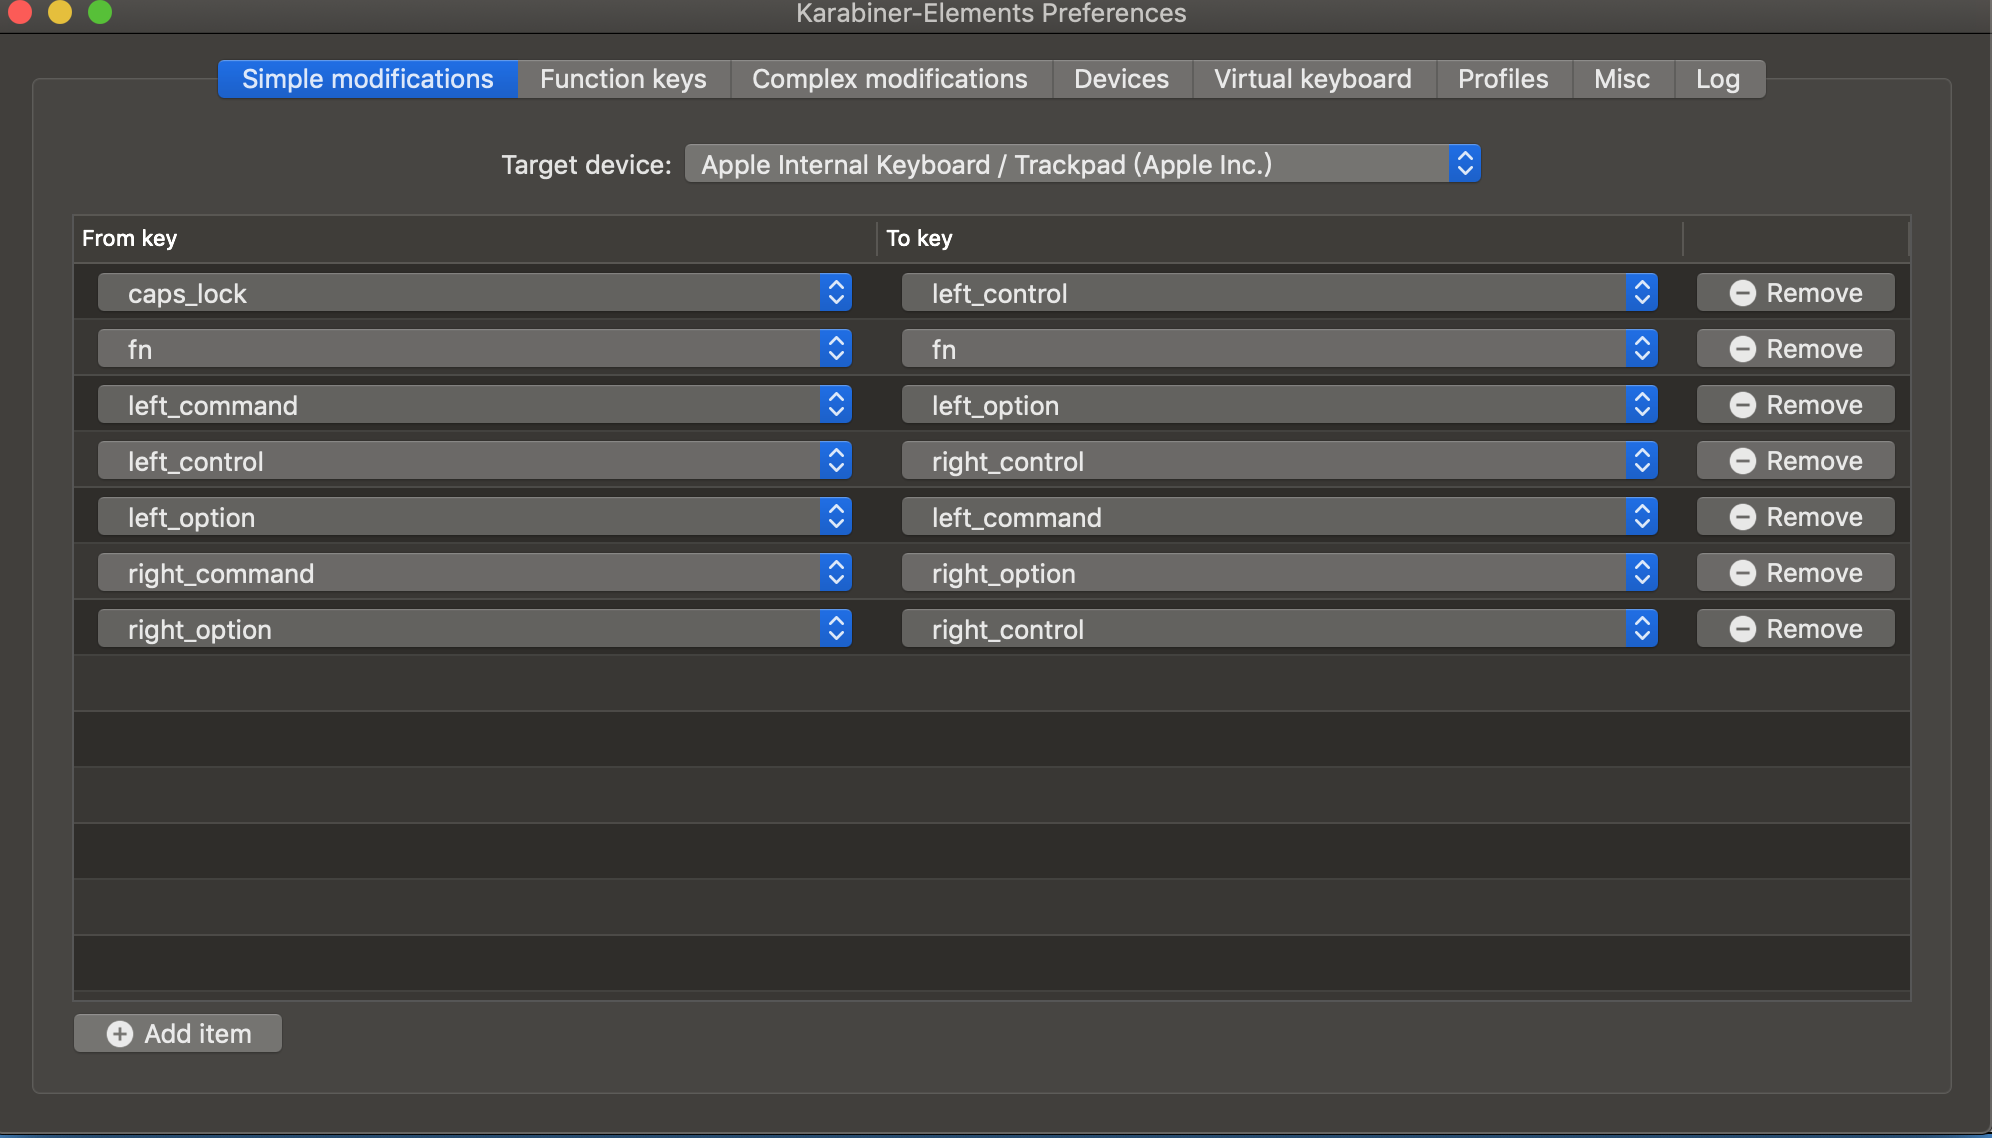 Karabiner-Elements Preferences
Simple modifications Function keys Complex modifications Devices Virtual keyboard Profiles Misc Log
Target device: Apple Internal Keyboard / Trackpad (Apple Inc.)
From key To key
caps_lock left_control Remove
fn fn Remove
left_command left_option Remove
left_control right_control Remove
left_option left_command Remove
right_command right_option Remove
right_option right_control Remove
Add item